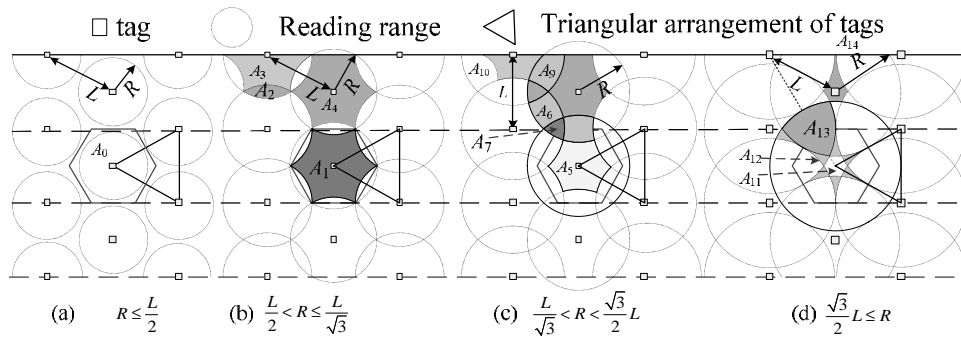 tag Reading range Triangular arrangement of tags
A₃ A₂ L R A₄ A₁₀ A₉ A₁₄
L R A₀ A₁ L A₆ A₇ A₅ R L R A₁₃ A₁₂ A₁₁
(a) R ≤ L/2 (b) L/2 < R ≤ L/√3 (c) L/√3 < R < √3/2 L (d) √3/2 L ≤ R